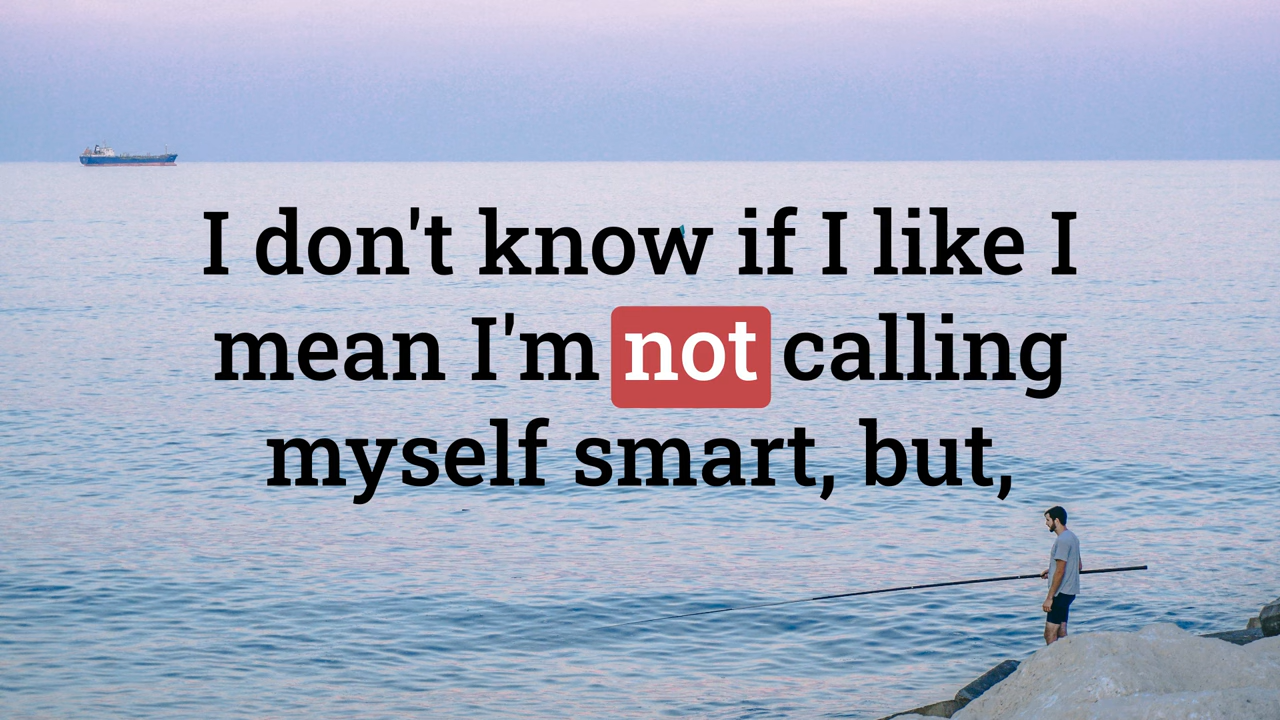 I don't know if I like I
mean I'm not calling
myself smart, but,